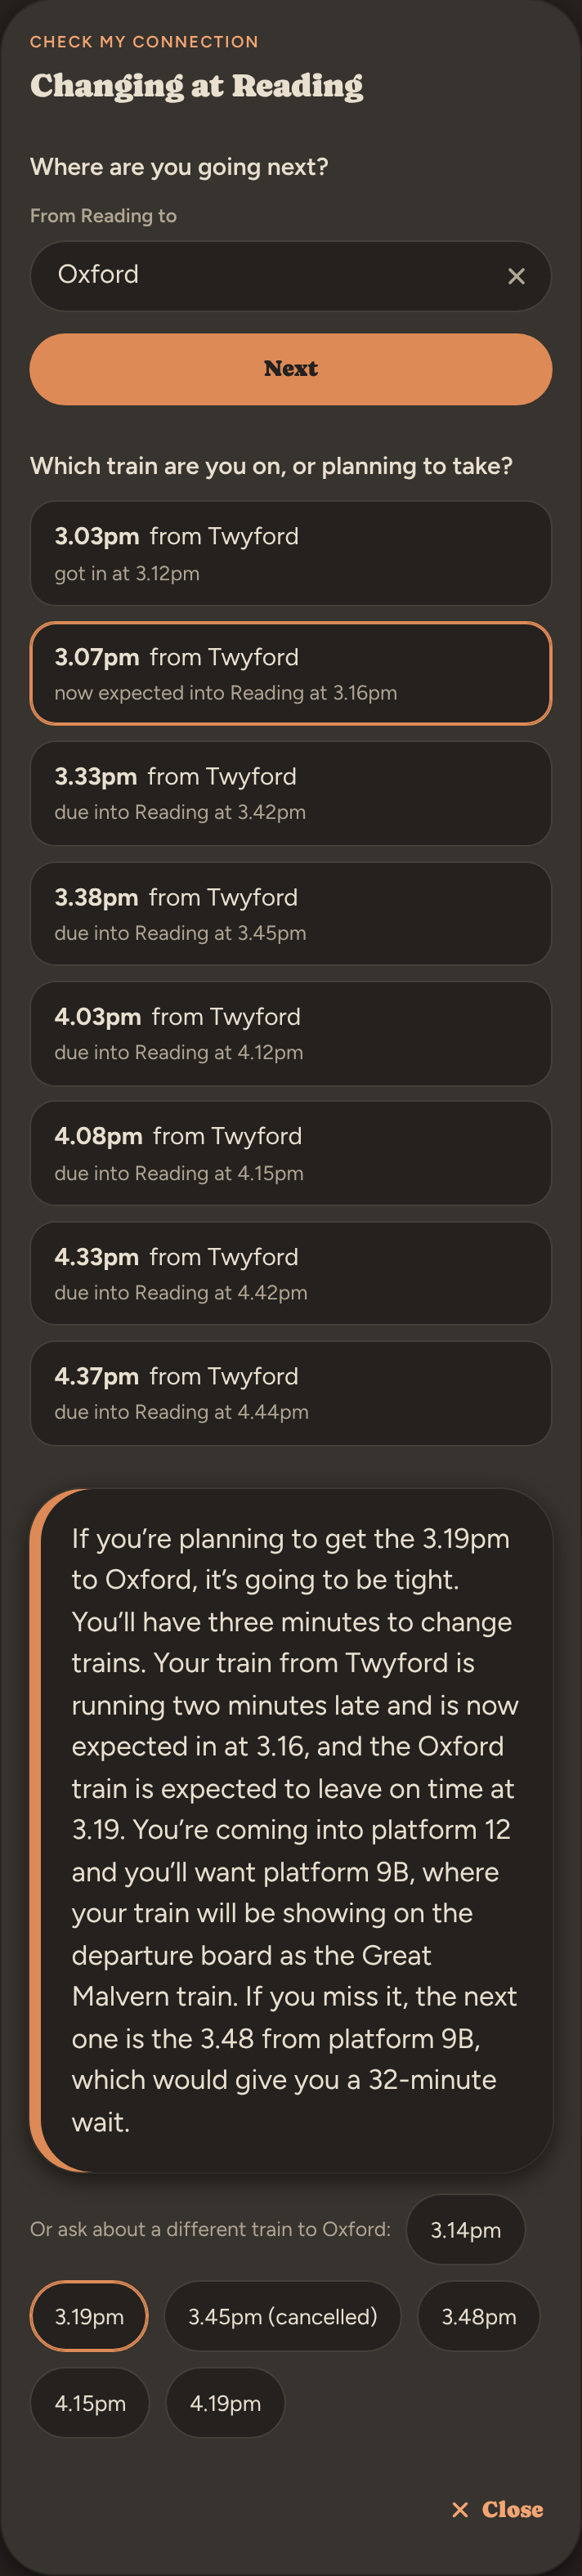 CHECK MY CONNECTION
Changing at Reading
Where are you going next?
From Reading to
Oxford
Next
Which train are you on, or planning to take?
3.03pm from Twyford
got in at 3.12pm
3.07pm from Twyford
now expected into Reading at 3.16pm
3.33pm from Twyford
due into Reading at 3.42pm
3.38pm from Twyford
due into Reading at 3.45pm
4.03pm from Twyford
due into Reading at 4.12pm
4.08pm from Twyford
due into Reading at 4.15pm
4.33pm from Twyford
due into Reading at 4.42pm
4.37pm from Twyford
due into Reading at 4.44pm
If you’re planning to get the 3.19pm
to Oxford, it’s going to be tight.
You’ll have three minutes to change
trains. Your train from Twyford is
running two minutes late and is now
expected in at 3.16, and the Oxford
train is expected to leave on time at
3.19. You’re coming into platform 12
and you’ll want platform 9B, where
your train will be showing on the
departure board as the Great
Malvern train. If you miss it, the next
one is the 3.48 from platform 9B,
which would give you a 32-minute
wait.
Or ask about a different train to Oxford: 3.14pm
3.19pm 3.45pm (cancelled) 3.48pm
4.15pm 4.19pm
Close